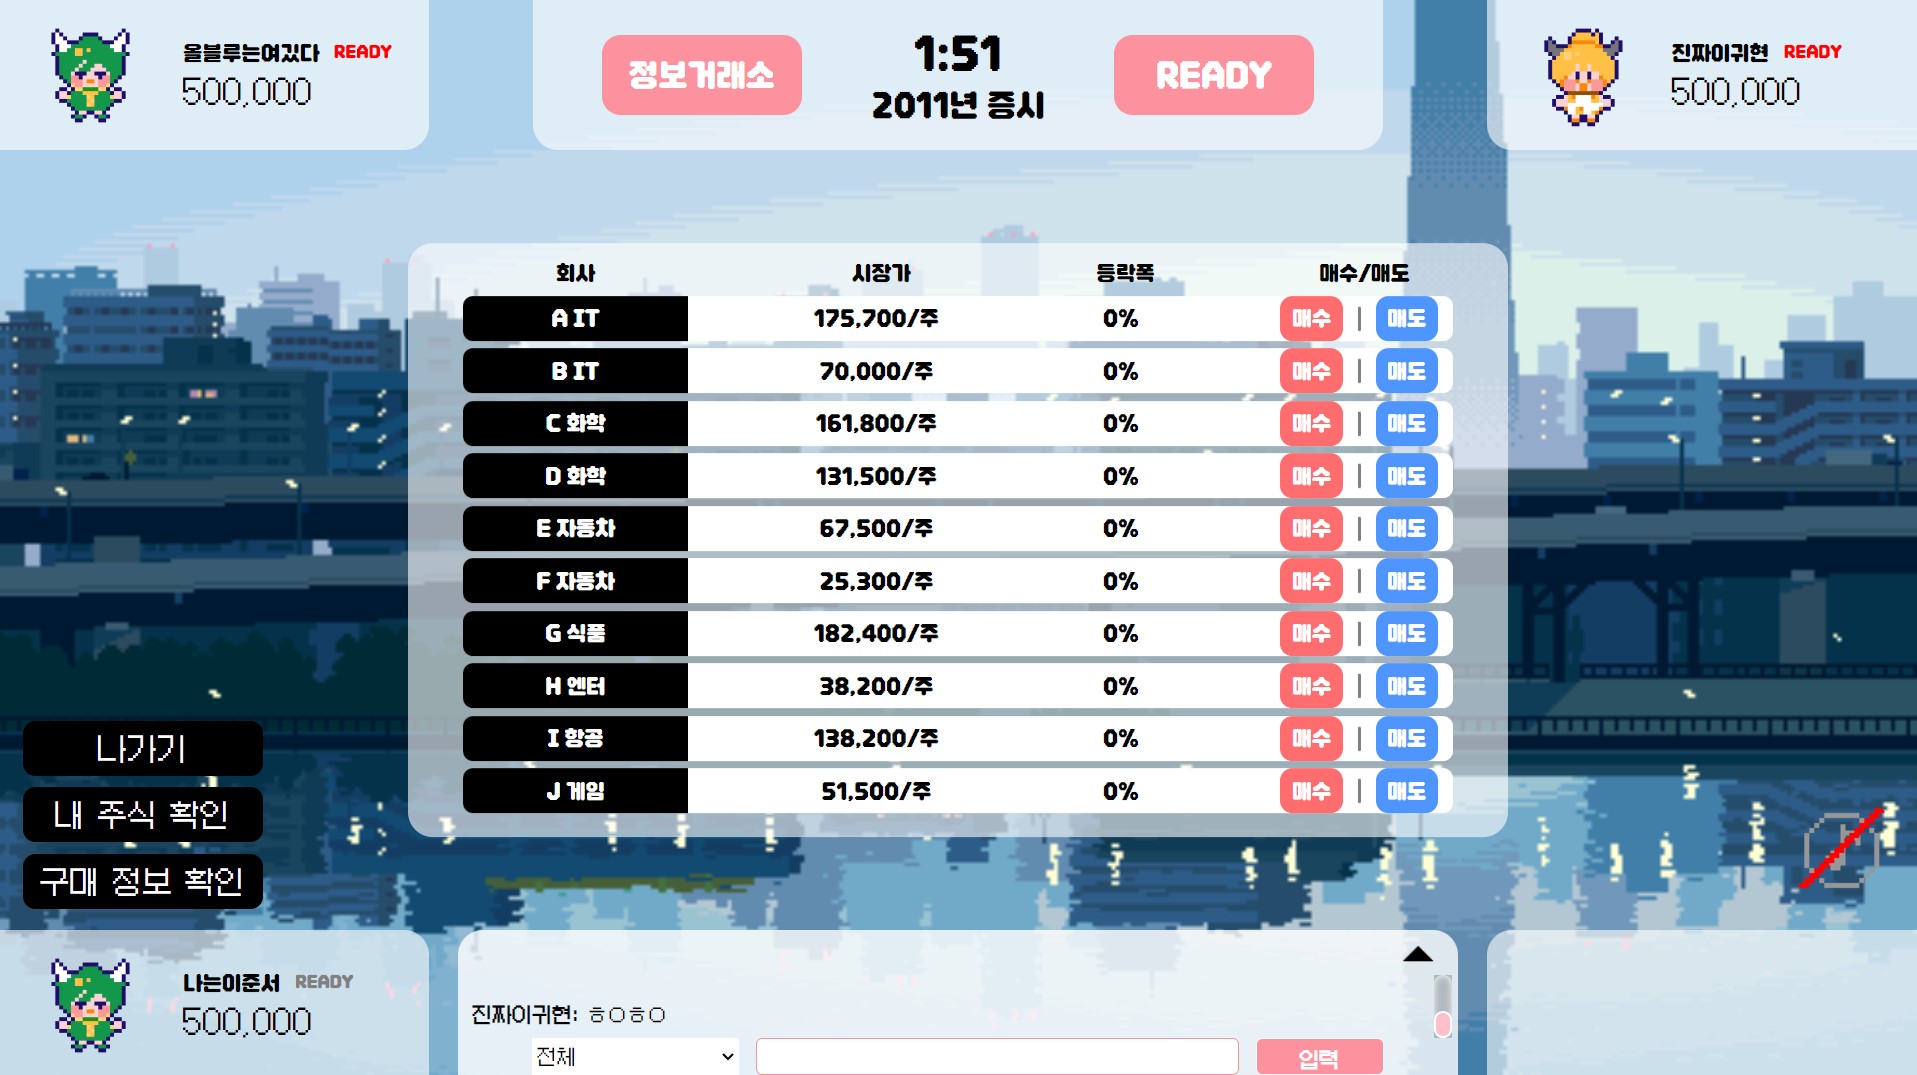 올블루는여깄다 READY
500,000
정보거래소
1:51
2011년 증시
READY
진짜이귀현 READY
500,000
회사 시장가 등락폭 매수/매도
A IT 175,700/주 0% 매수 | 매도
B IT 70,000/주 0% 매수 | 매도
C 화학 161,800/주 0% 매수 | 매도
D 화학 131,500/주 0% 매수 | 매도
E 자동차 67,500/주 0% 매수 | 매도
F 자동차 25,300/주 0% 매수 | 매도
G 식품 182,400/주 0% 매수 | 매도
H 엔터 38,200/주 0% 매수 | 매도
I 항공 138,200/주 0% 매수 | 매도
J 게임 51,500/주 0% 매수 | 매도
나가기
내 주식 확인
구매 정보 확인
나는이준서 READY
500,000
진짜이귀현: ㅎㅇㅎㅇ
전체
입력